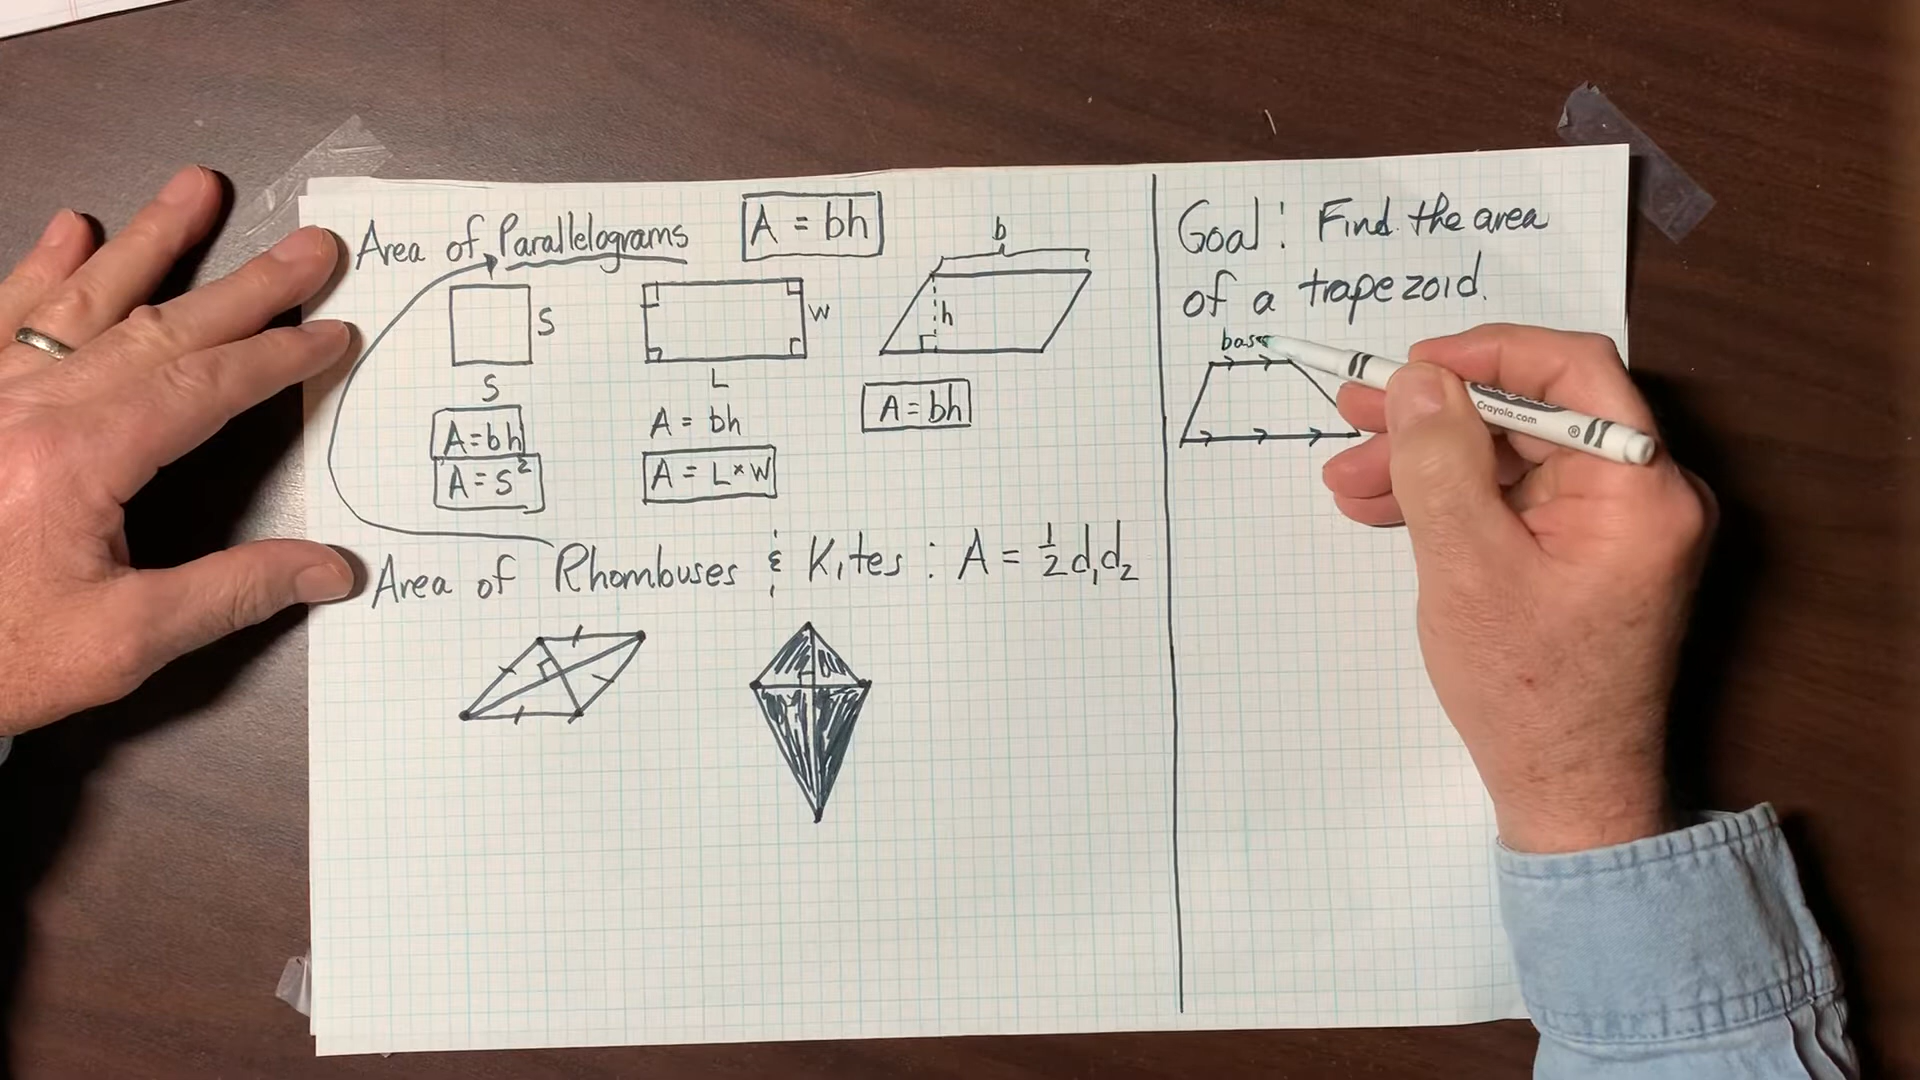 Area of Parallelograms
A = bh
b
S
W
h
S
L
A = bh
A = bh
A = bh
A = S²
A = L × W
Area of Rhombuses & Kites : A = ½d₁d₂
Goal : Find the area
of a trapezoid.
base
Crayola.com